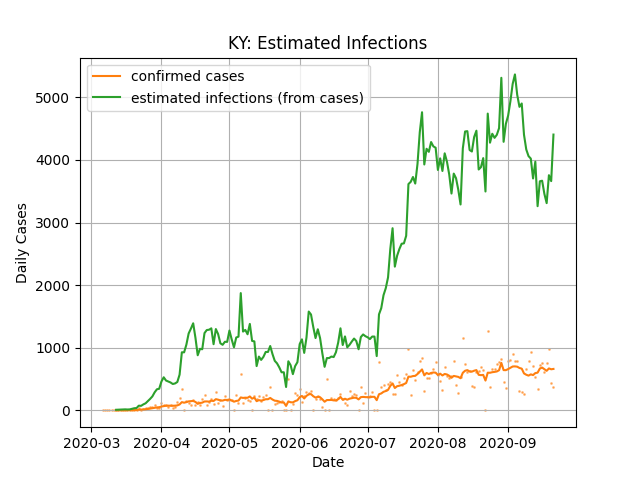 KY: Estimated Infections
confirmed cases
estimated infections (from cases)
Daily Cases
5000
4000
3000
2000
1000
0
2020-03 2020-04 2020-05 2020-06 2020-07 2020-08 2020-09
Date